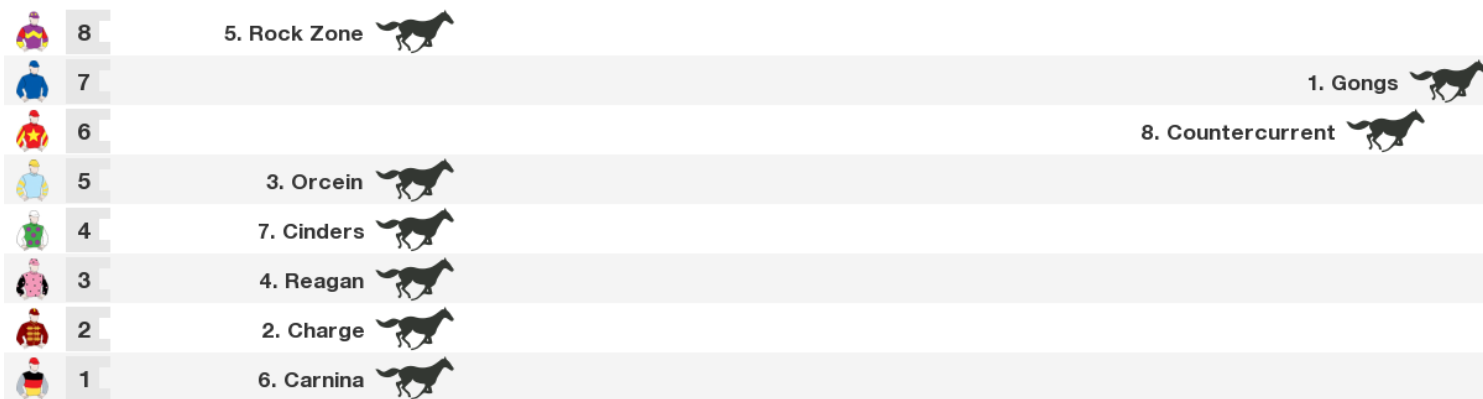 8 5. Rock Zone
7 1. Gongs
6 8. Countercurrent
5 3. Orcein
4 7. Cinders
3 4. Reagan
2 2. Charge
1 6. Carnina